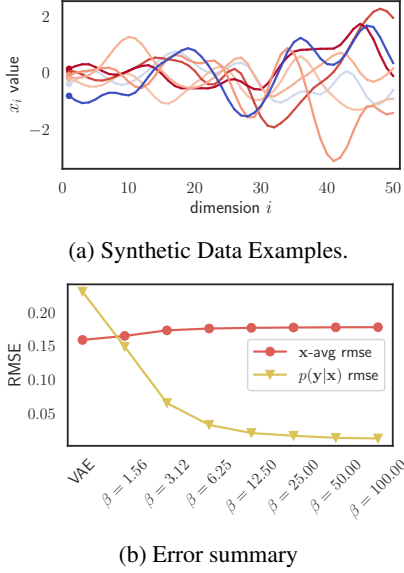 2
0
−2
0
10
20
30
40
50
x_i value
dimension i
(a) Synthetic Data Examples.
0.20
0.15
0.10
0.05
RMSE
x-avg rmse
p(y|x) rmse
VAE
β = 1.56
β = 3.12
β = 6.25
β = 12.50
β = 25.00
β = 50.00
β = 100.00
(b) Error summary